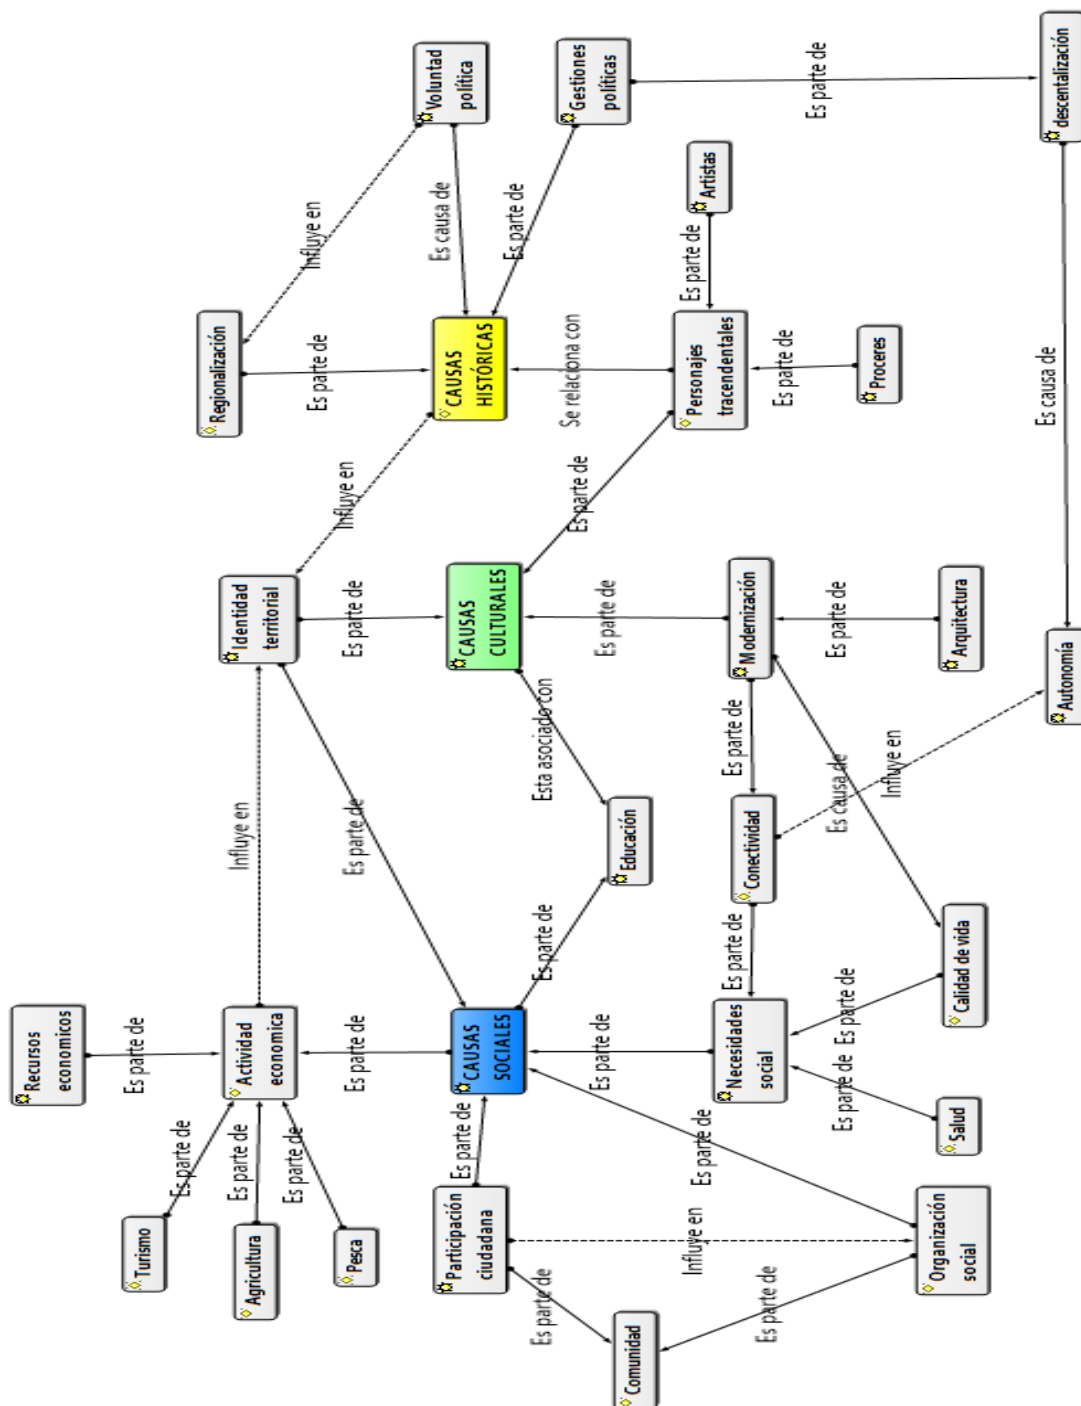 Recursos
economicos
Es parte de
Turismo
Es parte de
Agricultura
Es parte de
Actividad
economica
Influye en
Identidad
territorial
Regionalización
Es parte de
Influye en
Pesca
Es parte de
Es parte de
Es parte de
Influye en
Es parte de
Voluntad
política
Es causa de
Participación
ciudadana
Es parte de
CAUSAS
SOCIALES
CAUSAS
CULTURALES
CAUSAS
HISTÓRICAS
Es parte de
Es parte de
Es parte de
Esta asociado con
Es parte de
Se relaciona con
Gestiones
políticas
Comunidad
Es parte de
Educación
Es parte de
Influye en
Es parte de
Personajes
tracendentales
Es parte de
Artistas
Necesidades
social
Es parte de
Conectividad
Es parte de
Modernización
Es parte de
Es parte de
Es parte de
Es parte de
Es parte de
Es causa de
Es parte de
Proceres
Influye en
Organización
social
Salud
Calidad de vida
Arquitectura
Es causa de
Autonomía
descentalización